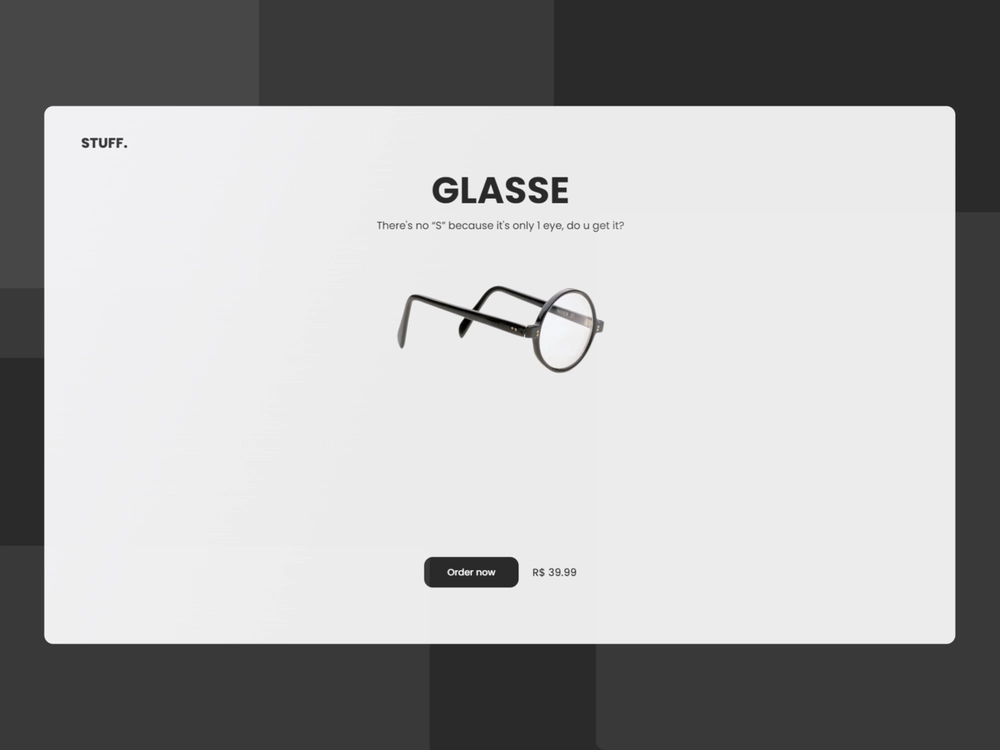 STUFF.
GLASSE
There's no “S” because it's only 1 eye, do u get it?
Order now R$ 39.99